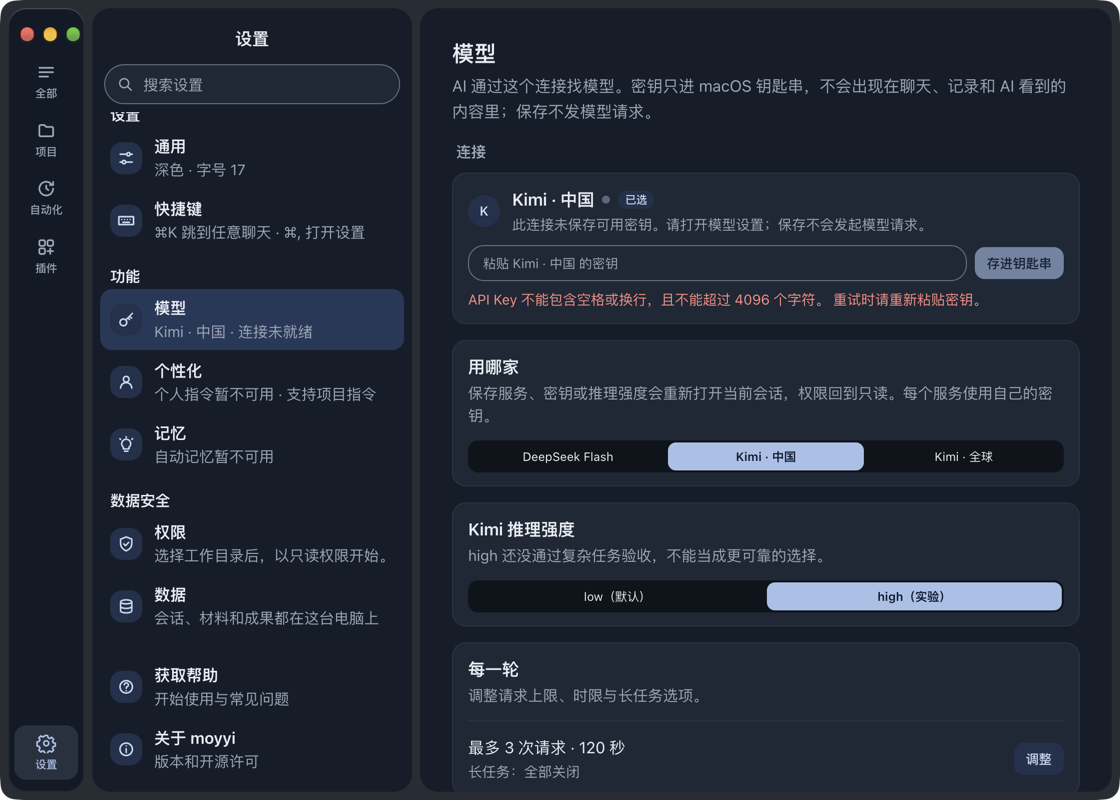 全部
项目
自动化
插件
设置
设置
搜索设置
设置
通用
深色 · 字号 17
快捷键
⌘K 跳到任意聊天 · ⌘, 打开设置
功能
模型
Kimi · 中国 · 连接未就绪
个性化
个人指令暂不可用 · 支持项目指令
记忆
自动记忆暂不可用
数据安全
权限
选择工作目录后，以只读权限开始。
数据
会话、材料和成果都在这台电脑上
获取帮助
开始使用与常见问题
关于 moyyi
版本和开源许可
模型
AI 通过这个连接找模型。密钥只进 macOS 钥匙串，不会出现在聊天、记录和 AI 看到的
内容里；保存不发模型请求。
连接
K
Kimi · 中国
已选
此连接未保存可用密钥。请打开模型设置；保存不会发起模型请求。
粘贴 Kimi · 中国 的密钥
存进钥匙串
API Key 不能包含空格或换行，且不能超过 4096 个字符。 重试时请重新粘贴密钥。
用哪家
保存服务、密钥或推理强度会重新打开当前会话，权限回到只读。每个服务使用自己的密
钥。
DeepSeek Flash
Kimi · 中国
Kimi · 全球
Kimi 推理强度
high 还没通过复杂任务验收，不能当成更可靠的选择。
low（默认）
high（实验）
每一轮
调整请求上限、时限与长任务选项。
最多 3 次请求 · 120 秒
长任务：全部关闭
调整